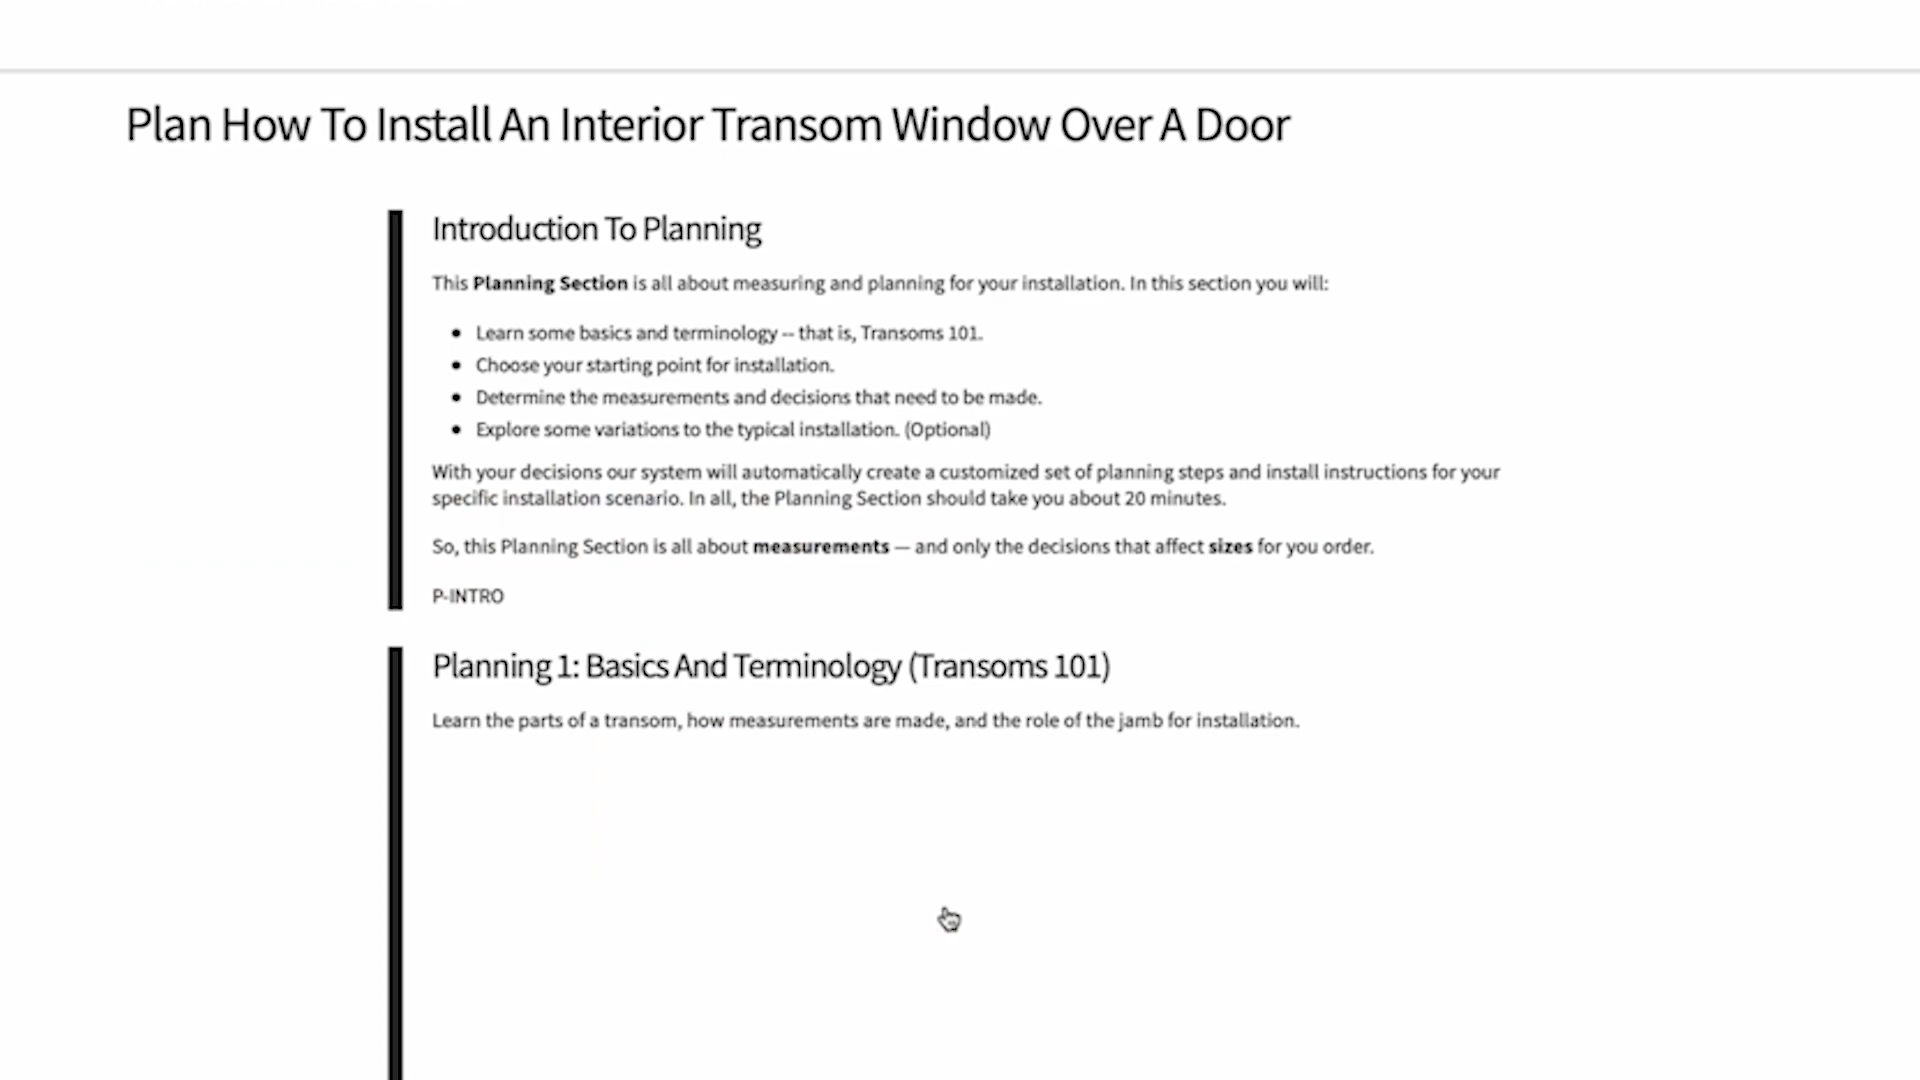 Plan How To Install An Interior Transom Window Over A Door
Introduction To Planning
This Planning Section is all about measuring and planning for your installation. In this section you will:
• Learn some basics and terminology -- that is, Transoms 101.
• Choose your starting point for installation.
• Determine the measurements and decisions that need to be made.
• Explore some variations to the typical installation. (Optional)
With your decisions our system will automatically create a customized set of planning steps and install instructions for your
specific installation scenario. In all, the Planning Section should take you about 20 minutes.
So, this Planning Section is all about measurements — and only the decisions that affect sizes for you order.
P-INTRO
Planning 1: Basics And Terminology (Transoms 101)
Learn the parts of a transom, how measurements are made, and the role of the jamb for installation.